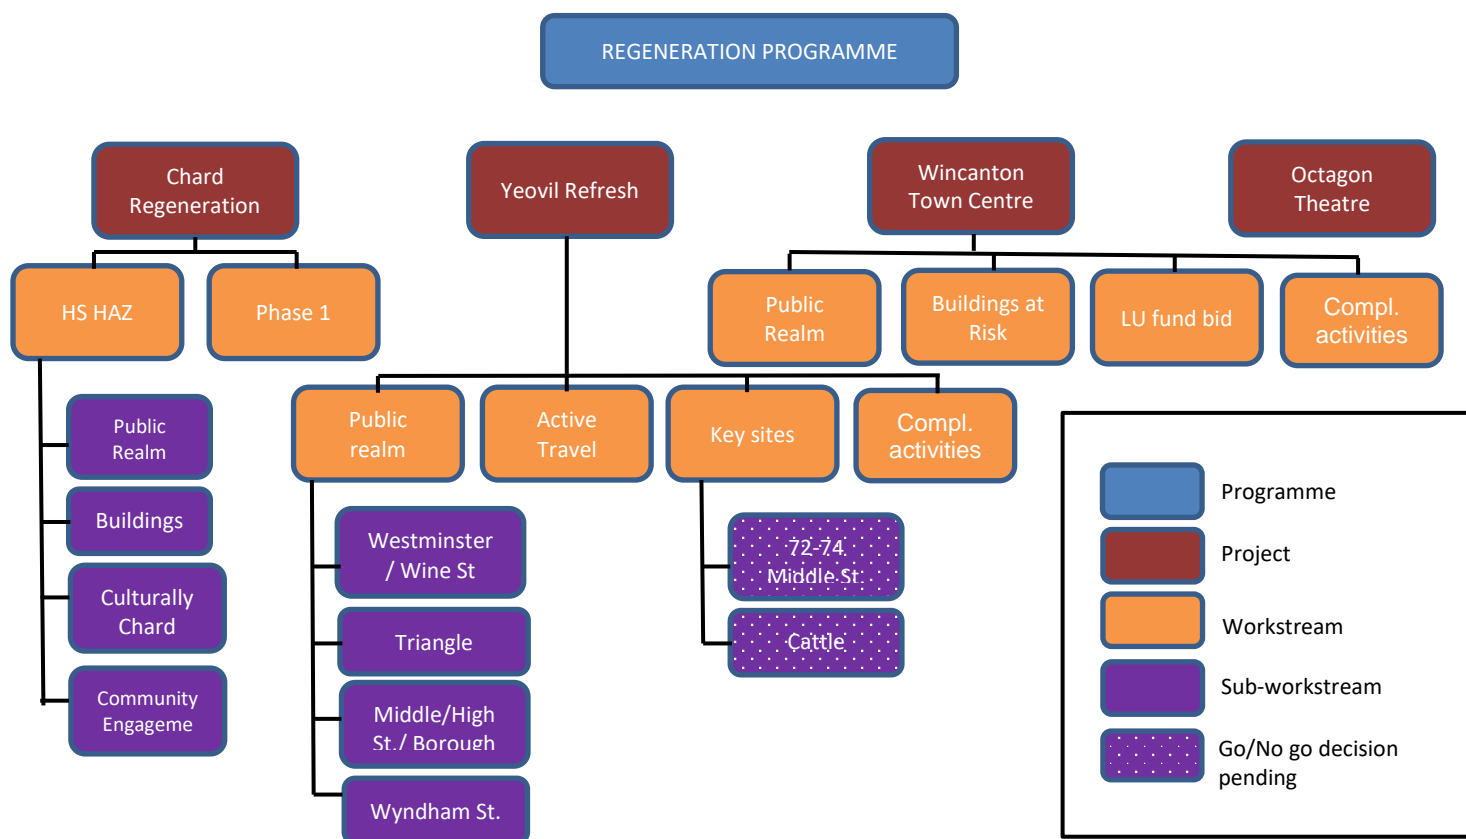 REGENERATION PROGRAMME
Chard
Regeneration
Yeovil Refresh
Wincanton
Town Centre
Octagon
Theatre
HS HAZ
Phase 1
Public
Realm
Buildings at
Risk
LU fund bid
Compl.
activities
Public
realm
Active
Travel
Key sites
Compl.
activities
Public
Realm
Buildings
Culturally
Chard
Community
Engageme
Westminster
/ Wine St
Triangle
Middle/High
St./ Borough
Wyndham St.
72-74
Middle St.
Cattle
Programme
Project
Workstream
Sub-workstream
Go/No go decision
pending